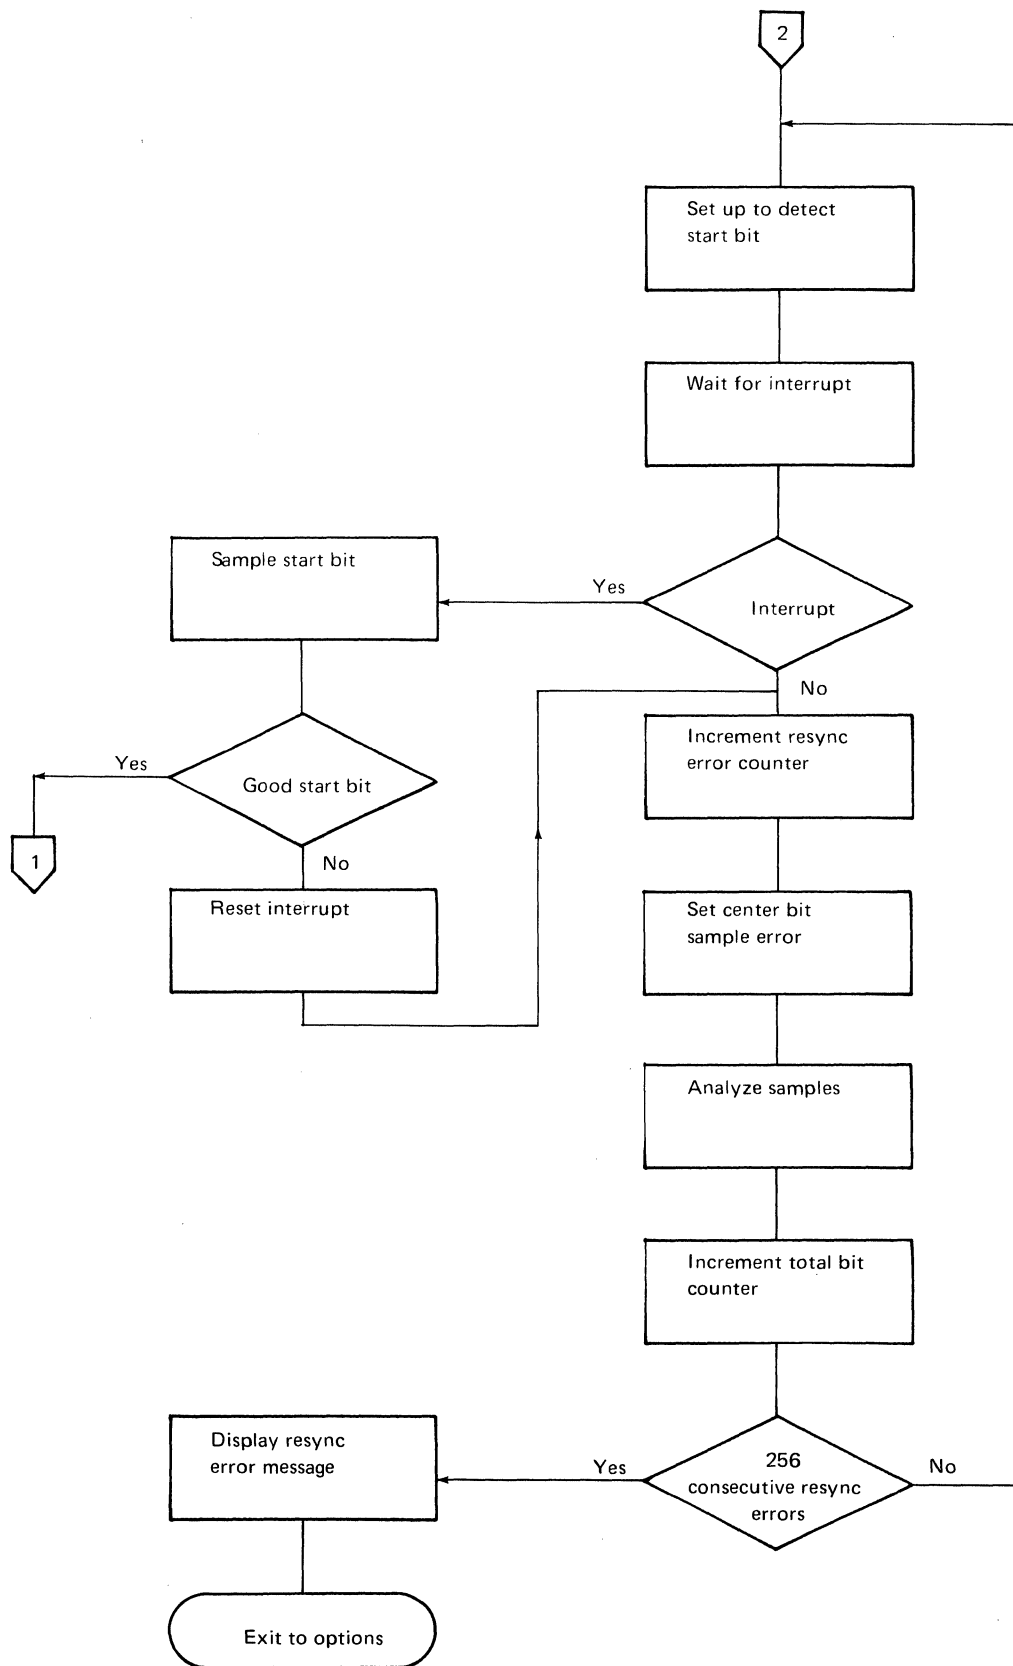 2
Set up to detect
start bit
Wait for interrupt
Sample start bit
Yes
Interrupt
No
Increment resync
error counter
Yes
Good start bit
1
No
Reset interrupt
Set center bit
sample error
Analyze samples
Increment total bit
counter
Display resync
error message
Yes
256
consecutive resync
errors
No
Exit to options